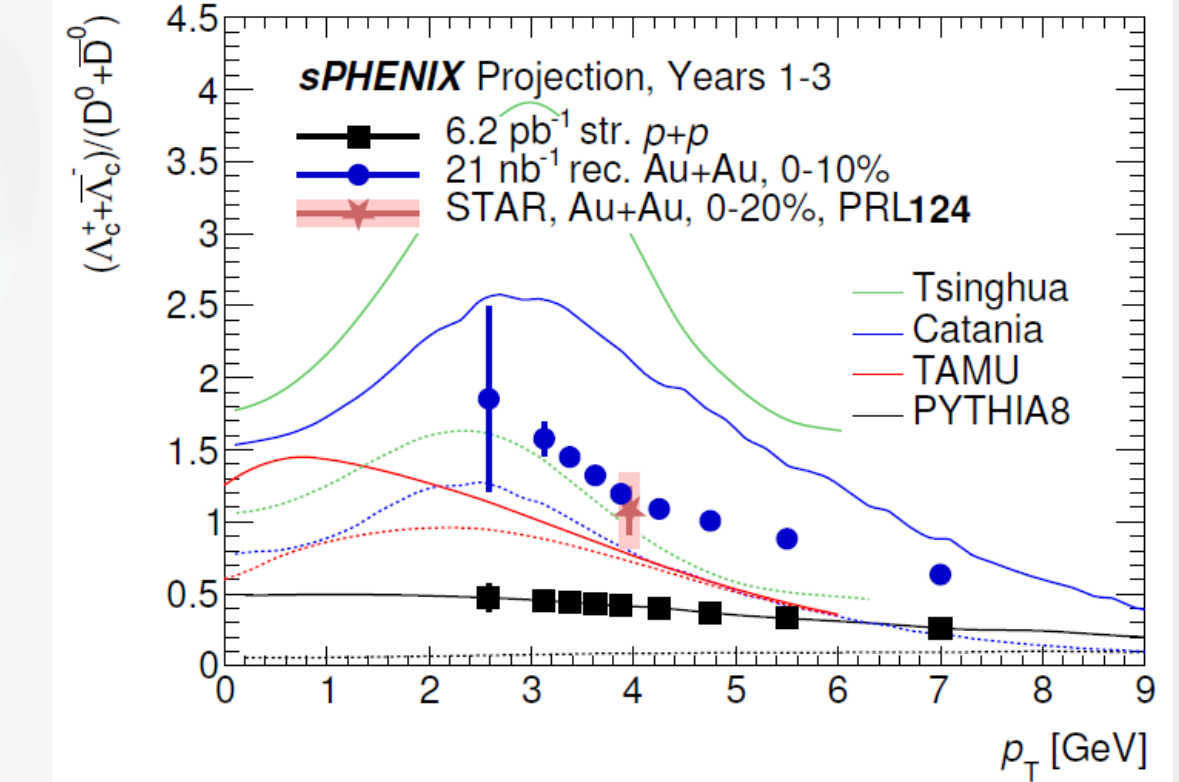 4.5
4
3.5
3
2.5
2
1.5
1
0.5
0
(Λc⁺+Λ̅c⁻)/(D⁰+D̅⁰)
sPHENIX Projection, Years 1-3
6.2 pb⁻¹ str. p+p
21 nb⁻¹ rec. Au+Au, 0-10%
STAR, Au+Au, 0-20%, PRL124
Tsinghua
Catania
TAMU
PYTHIA8
0 1 2 3 4 5 6 7 8 9
pT [GeV]